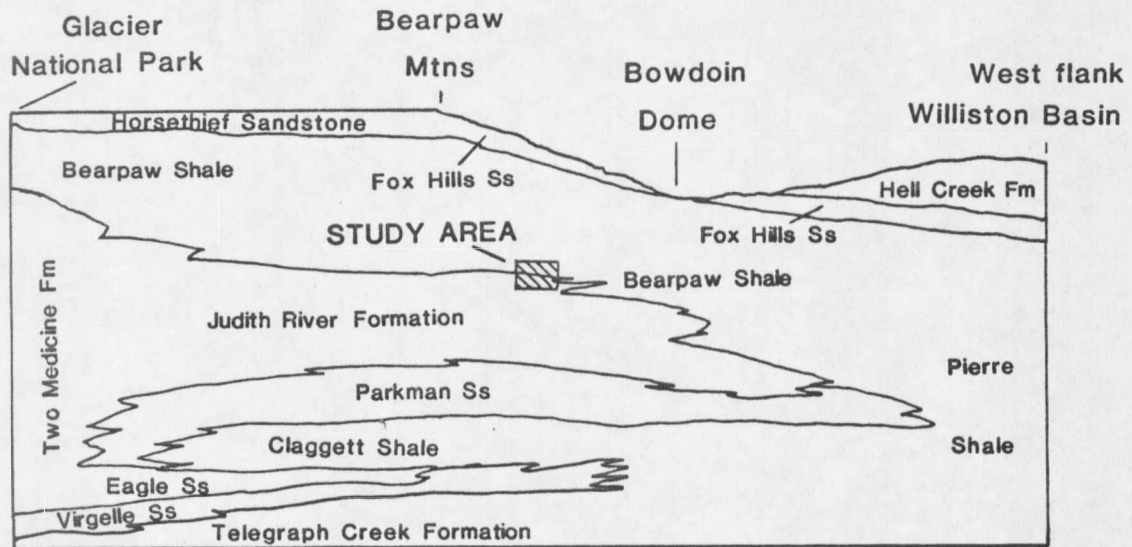 Glacier
National Park
Bearpaw
Mtns
Bowdoin
Dome
West flank
Williston Basin
Horsethief Sandstone
Bearpaw Shale
Fox Hills Ss
Hell Creek Fm
Fox Hills Ss
STUDY AREA
Bearpaw Shale
Judith River Formation
Two Medicine Fm
Pierre
Shale
Parkman Ss
Claggett Shale
Eagle Ss
Virgelle Ss
Telegraph Creek Formation